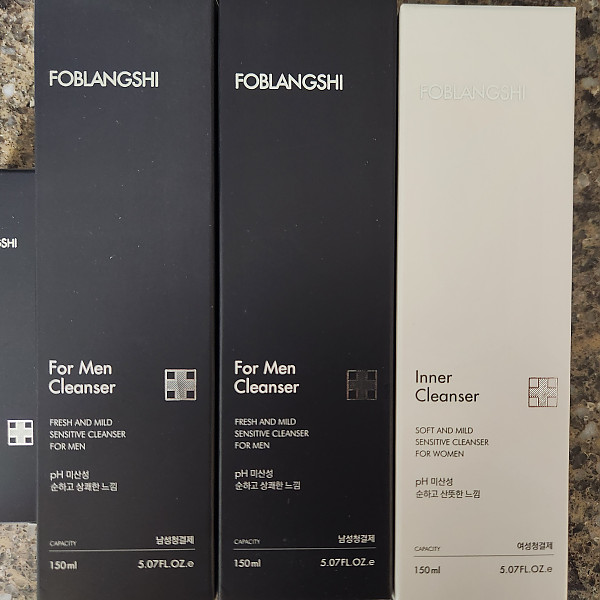 GSHI
FOBLANGSHI
For Men
Cleanser
FRESH AND MILD
SENSITIVE CLEANSER
FOR MEN
pH 미산성
순하고 상쾌한 느낌
남성청결제
CAPACITY
150ml 5.07FL.OZ.e
FOBLANGSHI
For Men
Cleanser
FRESH AND MILD
SENSITIVE CLEANSER
FOR MEN
pH 미산성
순하고 상쾌한 느낌
남성청결제
CAPACITY
150ml 5.07FL.OZ.e
FOBLANGSHI
Inner
Cleanser
SOFT AND MILD
SENSITIVE CLEANSER
FOR WOMEN
pH 미산성
순하고 산뜻한 느낌
여성청결제
CAPACITY
150ml 5.07FL.OZ.e